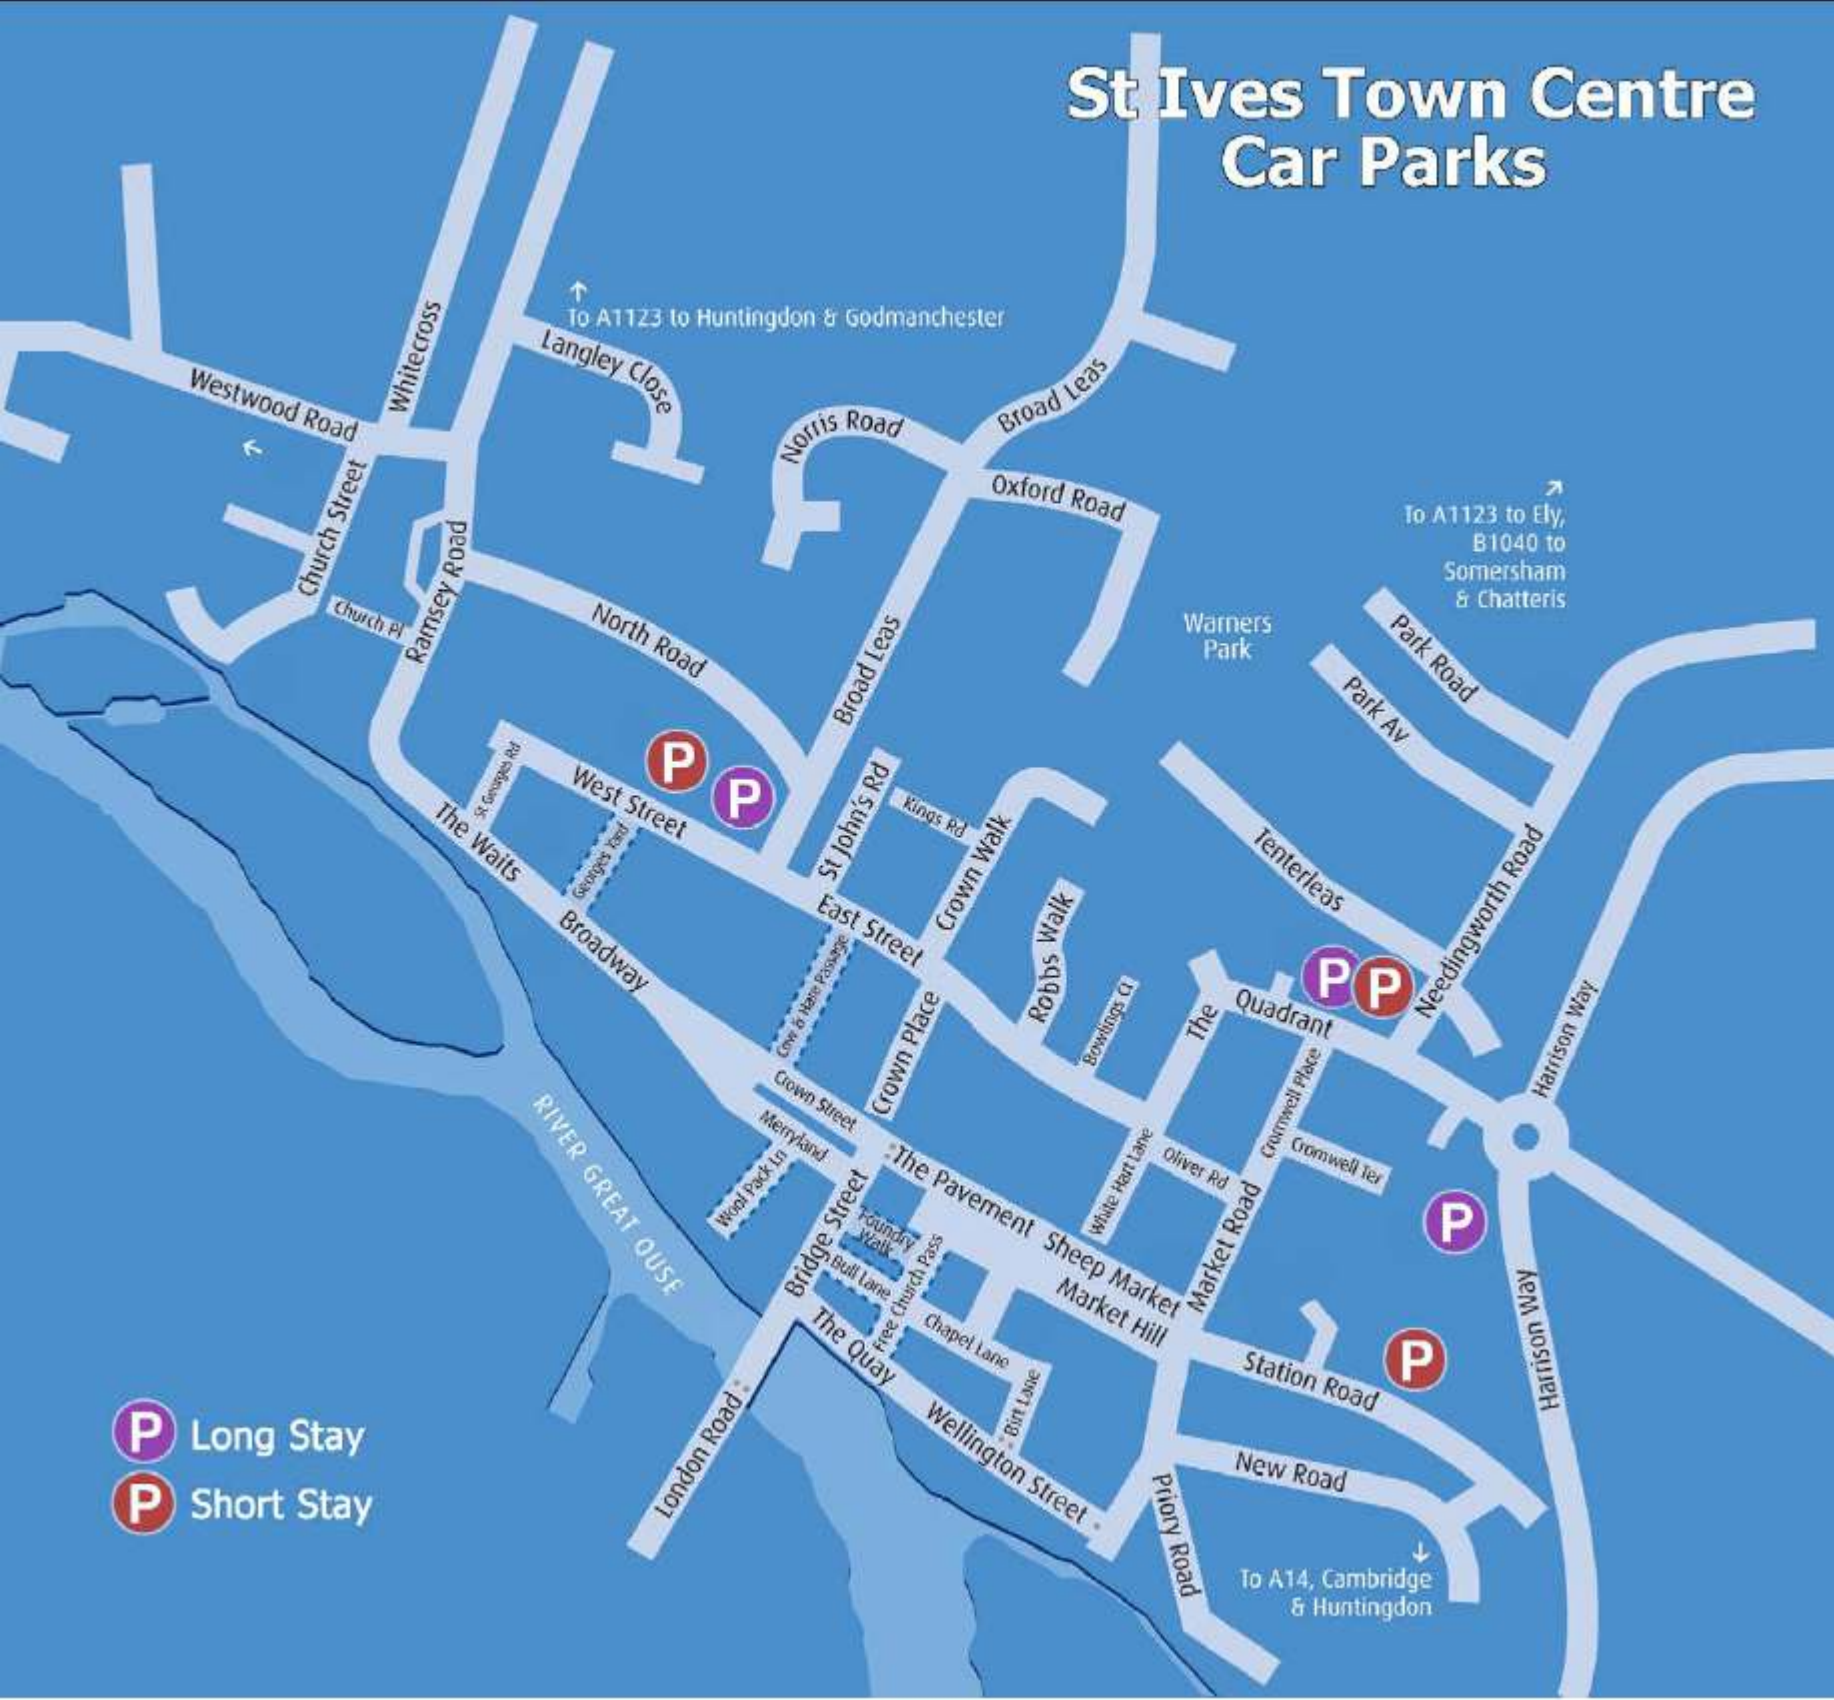 St Ives Town Centre
Car Parks
To A1123 to Huntingdon & Godmanchester
Whitecross
Langley Close
Westwood Road
Broad Leas
Norris Road
Oxford Road
Church Street
Ramsey Road
Church Pl
North Road
Broad Leas
To A1123 to Ely,
B1040 to
Somersham
& Chatteris
Warners
Park
Park Road
Park Av
St Georges Rd
West Street
P
P
St John's Rd
Kings Rd
Crown Walk
The Waits
Georges Yard
Broadway
East Street
Robbs Walk
Tenterleas
Needingworth Road
Cow & Hare Passage
Crown Place
Bowlings Cl
The
Quadrant
P
P
Harrison Way
Crown Street
Merryland
Wool Pack Ln
RIVER GREAT OUSE
The Pavement
Sheep Market
Market Hill
White Hart Lane
Oliver Rd
Cromwell Place
Cromwell Ter
Market Road
Bridge Street
Foundry
Walk
Bull Lane
Free Church Pass
P
Harrison Way
The Quay
Chapel Lane
Birt Lane
Station Road
P
London Road
Wellington Street
New Road
Priory Road
To A14, Cambridge
& Huntingdon
P Long Stay
P Short Stay